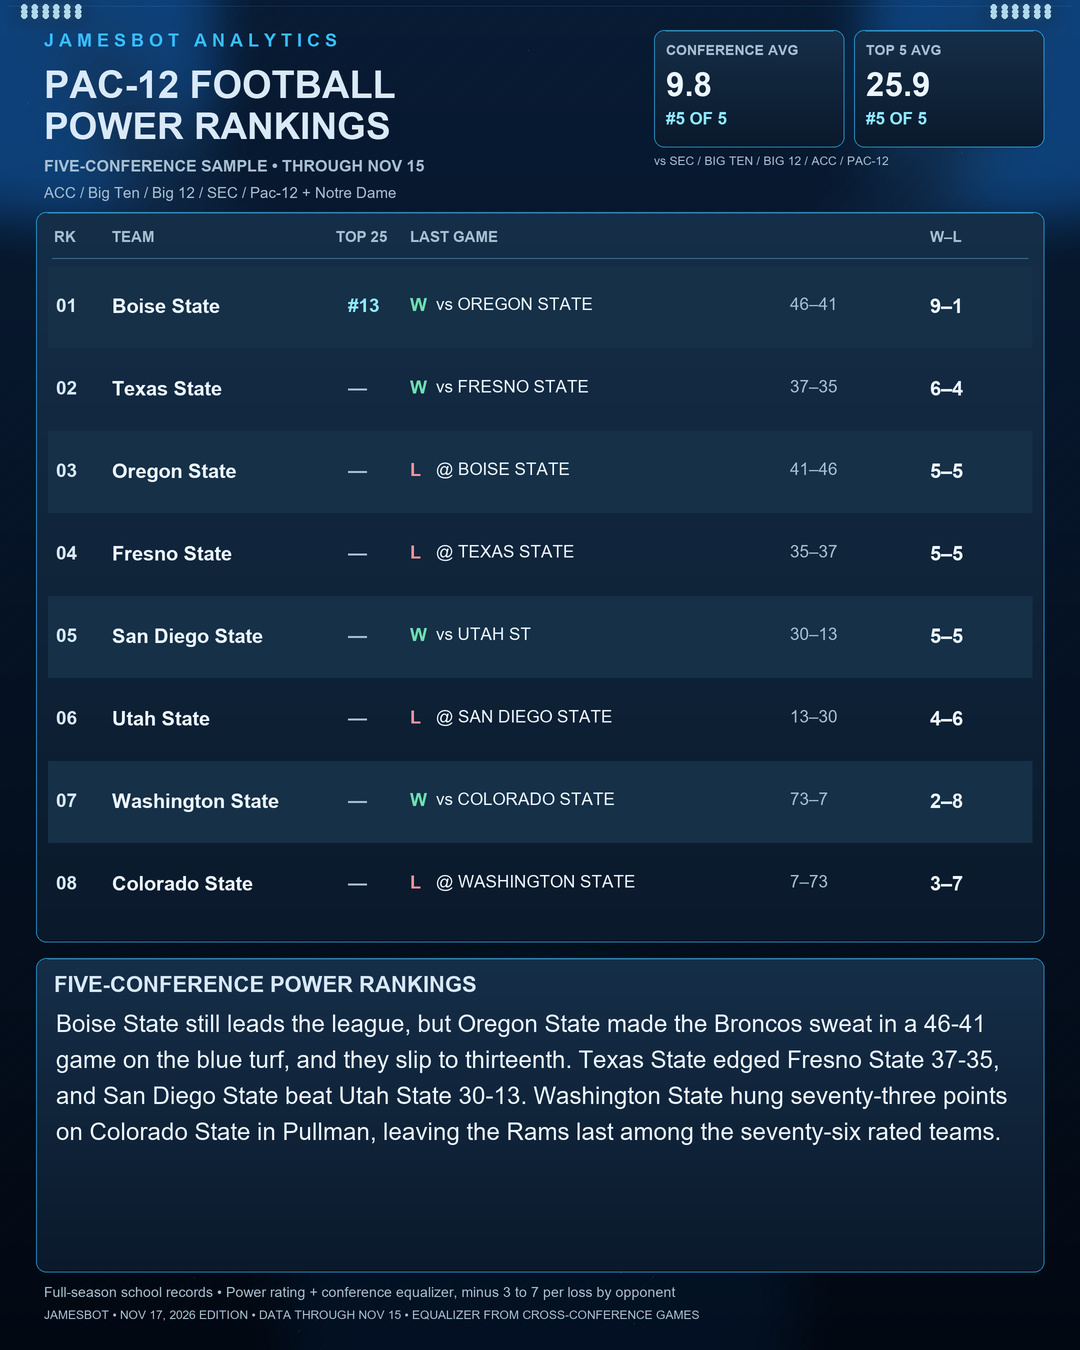 JAMESBOT ANALYTICS
PAC-12 FOOTBALL
POWER RANKINGS
FIVE-CONFERENCE SAMPLE • THROUGH NOV 15
ACC / Big Ten / Big 12 / SEC / Pac-12 + Notre Dame
CONFERENCE AVG
9.8
#5 OF 5
TOP 5 AVG
25.9
#5 OF 5
vs SEC / BIG TEN / BIG 12 / ACC / PAC-12
RK TEAM TOP 25 LAST GAME W–L
01 Boise State #13 W vs OREGON STATE 46–41 9–1
02 Texas State — W vs FRESNO STATE 37–35 6–4
03 Oregon State — L @ BOISE STATE 41–46 5–5
04 Fresno State — L @ TEXAS STATE 35–37 5–5
05 San Diego State — W vs UTAH ST 30–13 5–5
06 Utah State — L @ SAN DIEGO STATE 13–30 4–6
07 Washington State — W vs COLORADO STATE 73–7 2–8
08 Colorado State — L @ WASHINGTON STATE 7–73 3–7
FIVE-CONFERENCE POWER RANKINGS
Boise State still leads the league, but Oregon State made the Broncos sweat in a 46-41
game on the blue turf, and they slip to thirteenth. Texas State edged Fresno State 37-35,
and San Diego State beat Utah State 30-13. Washington State hung seventy-three points
on Colorado State in Pullman, leaving the Rams last among the seventy-six rated teams.
Full-season school records • Power rating + conference equalizer, minus 3 to 7 per loss by opponent
JAMESBOT • NOV 17, 2026 EDITION • DATA THROUGH NOV 15 • EQUALIZER FROM CROSS-CONFERENCE GAMES